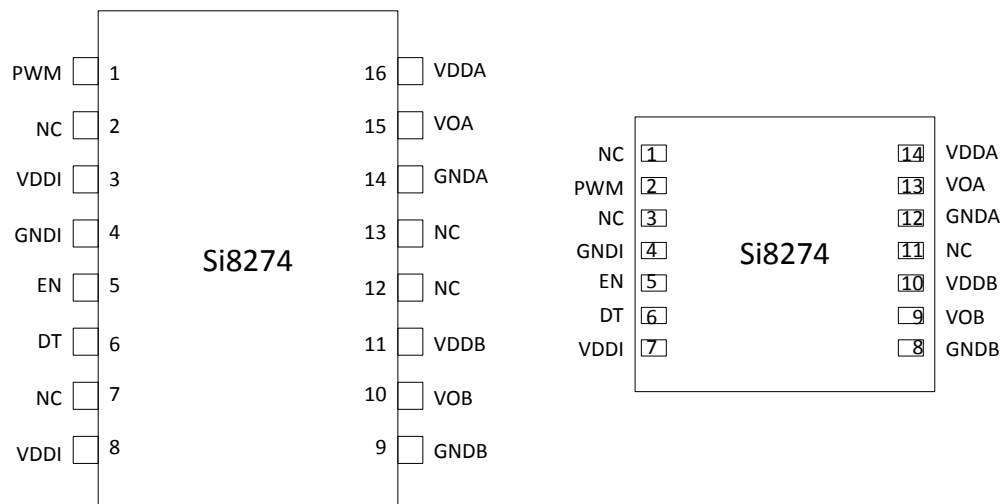 PWM 1 16 VDDA
NC 2 15 VOA
VDDI 3 14 GNDA
GNDI 4 13 NC
Si8274
EN 5 12 NC
DT 6 11 VDDB
NC 7 10 VOB
VDDI 8 9 GNDB
NC 1 14 VDDA
PWM 2 13 VOA
NC 3 12 GNDA
GNDI 4 11 NC
Si8274
EN 5 10 VDDB
DT 6 9 VOB
VDDI 7 8 GNDB